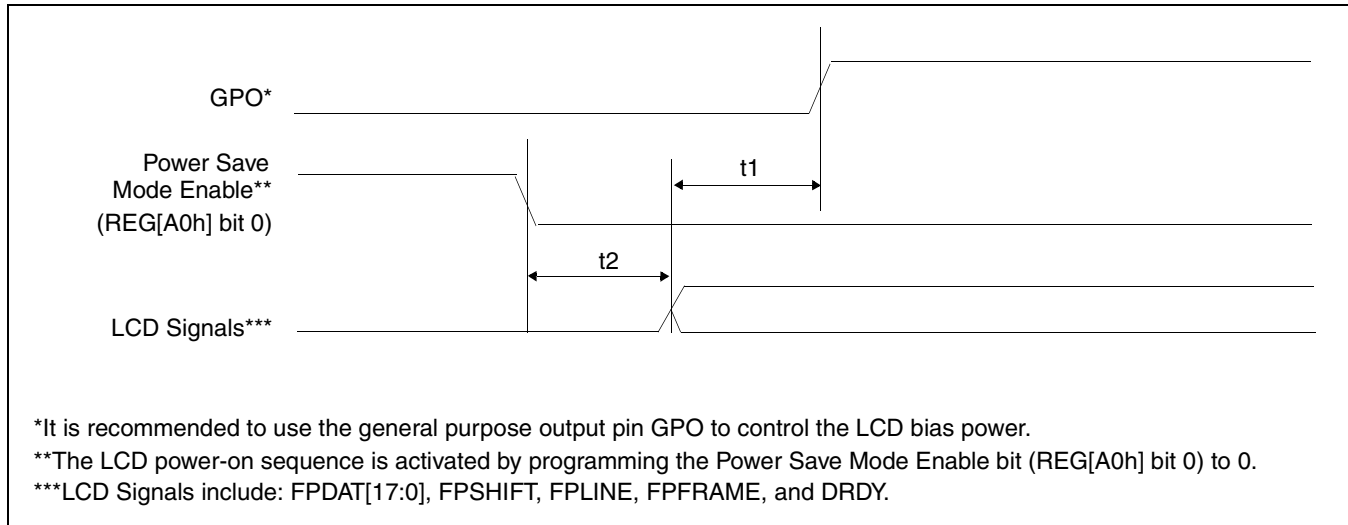 GPO*
Power Save
Mode Enable**
(REG[A0h] bit 0)
t1
t2
LCD Signals***
*It is recommended to use the general purpose output pin GPO to control the LCD bias power.
**The LCD power-on sequence is activated by programming the Power Save Mode Enable bit (REG[A0h] bit 0) to 0.
***LCD Signals include: FPDAT[17:0], FPSHIFT, FPLINE, FPFRAME, and DRDY.